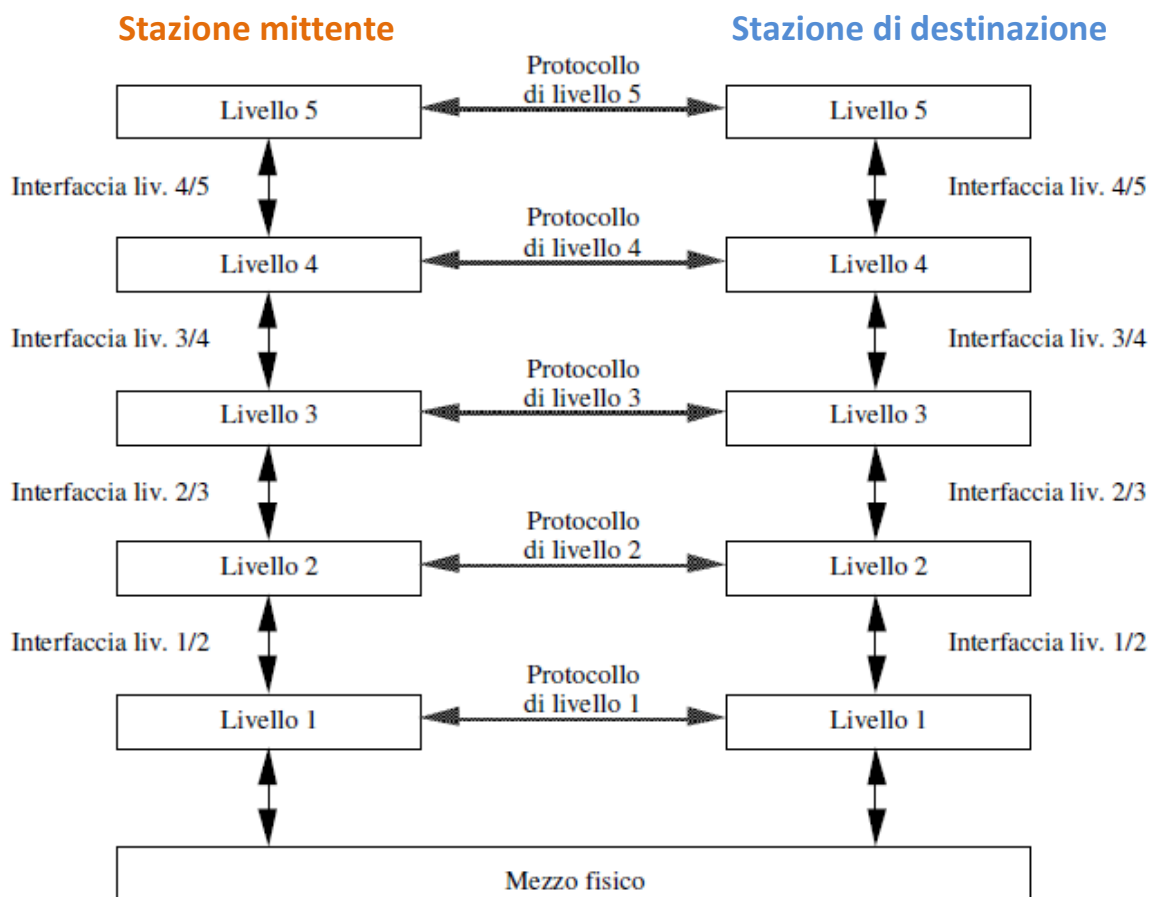 Stazione mittente
Stazione di destinazione
Protocollo
di livello 5
Livello 5
Livello 5
Interfaccia liv. 4/5
Interfaccia liv. 4/5
Protocollo
di livello 4
Livello 4
Livello 4
Interfaccia liv. 3/4
Interfaccia liv. 3/4
Protocollo
di livello 3
Livello 3
Livello 3
Interfaccia liv. 2/3
Interfaccia liv. 2/3
Protocollo
di livello 2
Livello 2
Livello 2
Interfaccia liv. 1/2
Interfaccia liv. 1/2
Protocollo
di livello 1
Livello 1
Livello 1
Mezzo fisico